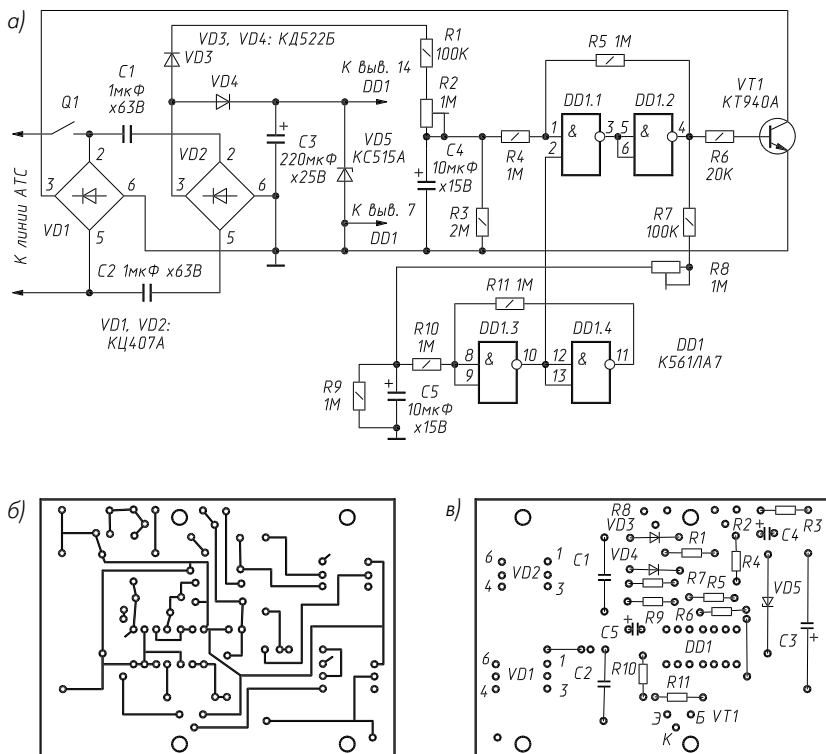 а)
VD3, VD4: КД522Б
VD3
R1
100К
R5 1М
C1
1мкФ
х63В
VD4
К выв. 14
DD1
R2
1М
VT1
КТ940А
Q1
DD1.1
DD1.2
1
&
3
5
&
4
2
6
2
VD2
2
C3
220мкФ
х25В
VD5
КС515А
C4
10мкФ
х15В
R4
1М
R6
20К
3
6
3
6
VD1
5
5
К выв. 7
DD1
R3
2М
R7
100К
К линии АТС
C2 1мкФ х63В
R8
1М
R11 1М
VD1, VD2:
КЦ407А
R10
1М
DD1.3
DD1.4
DD1
К561ЛА7
8
&
10
12
&
11
9
13
R9
1М
C5
10мкФ
х15В
б)
в)
R8
VD3
R2
C4
R3
6
1
VD2
4
3
C1
R1
VD4
R4
R7
R5
VD5
R9
R6
C5
C3
DD1
6
1
VD1
4
3
C2
R10
R11
Э
Б
VT1
К